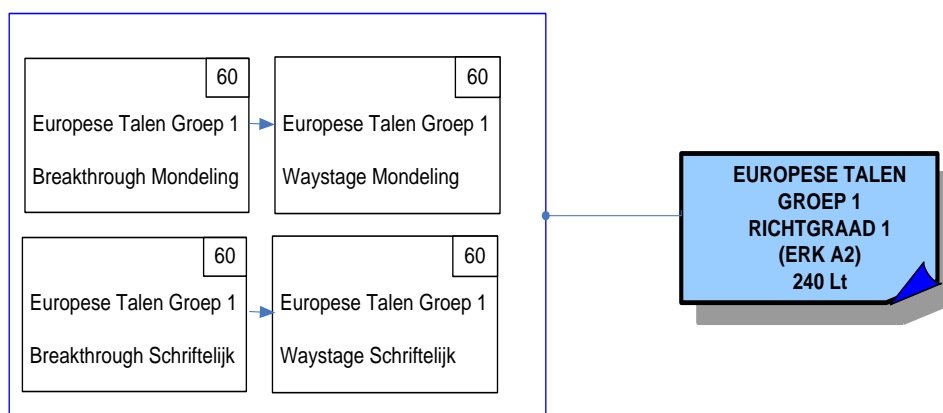 60
Europese Talen Groep 1
Breakthrough Mondeling
60
Europese Talen Groep 1
Waystage Mondeling
60
Europese Talen Groep 1
Breakthrough Schriftelijk
60
Europese Talen Groep 1
Waystage Schriftelijk
EUROPESE TALEN
GROEP 1
RICHTGRAAD 1
(ERK A2)
240 Lt